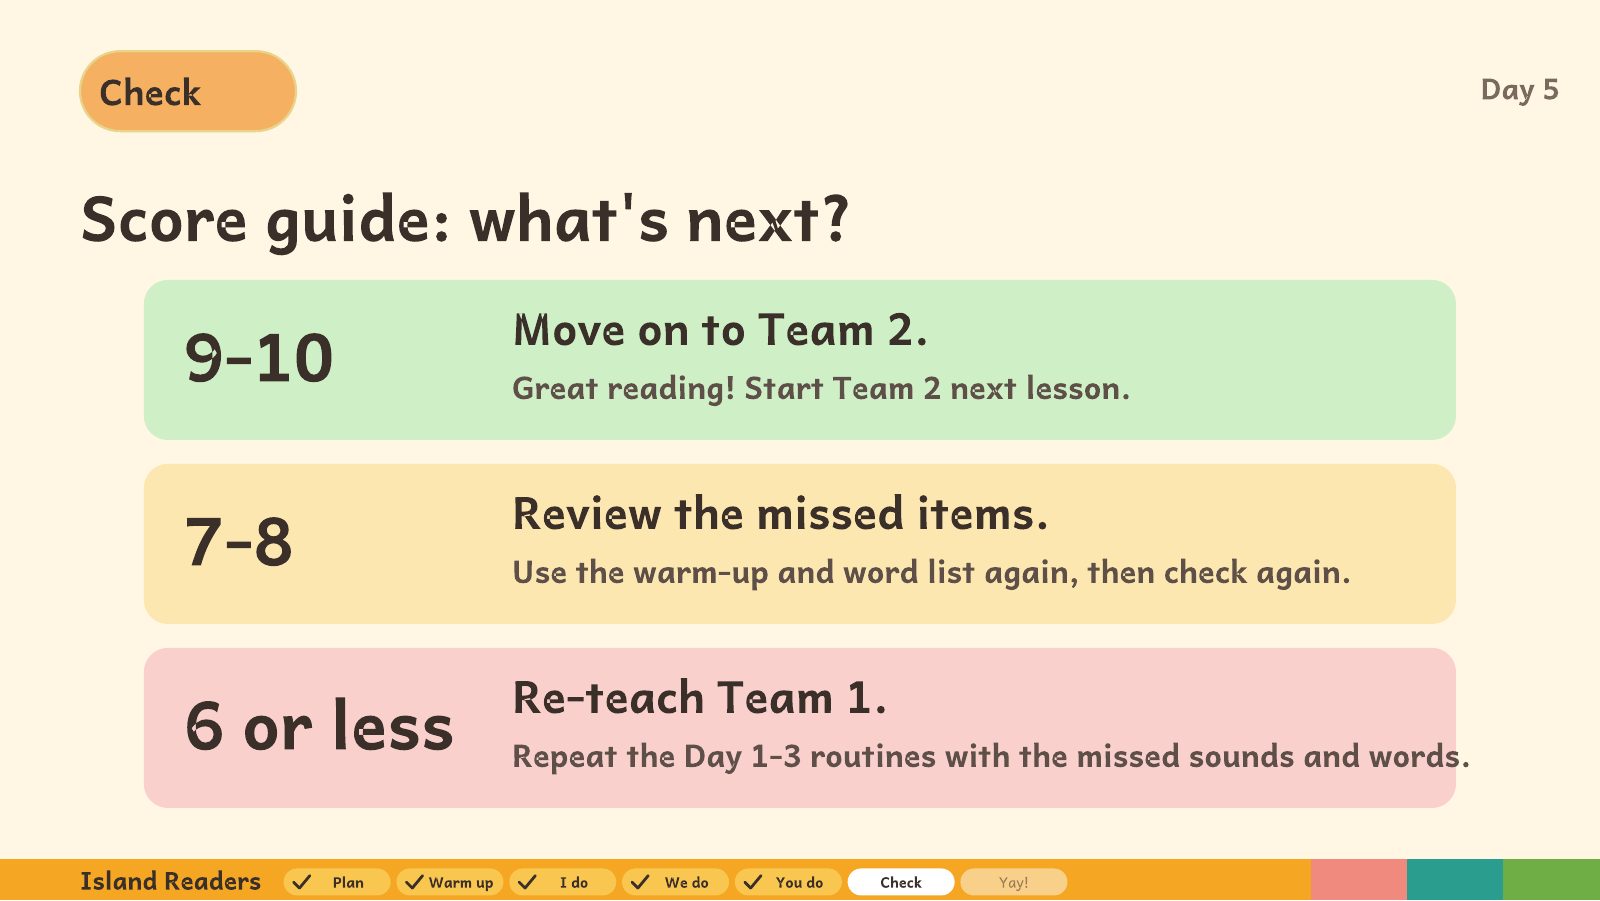 Check
Day 5
Score guide: what's next?
9-10
Move on to Team 2.
Great reading! Start Team 2 next lesson.
7-8
Review the missed items.
Use the warm-up and word list again, then check again.
6 or less
Re-teach Team 1.
Repeat the Day 1-3 routines with the missed sounds and words.
Island Readers
Plan
Warm up
I do
We do
You do
Check
Yay!